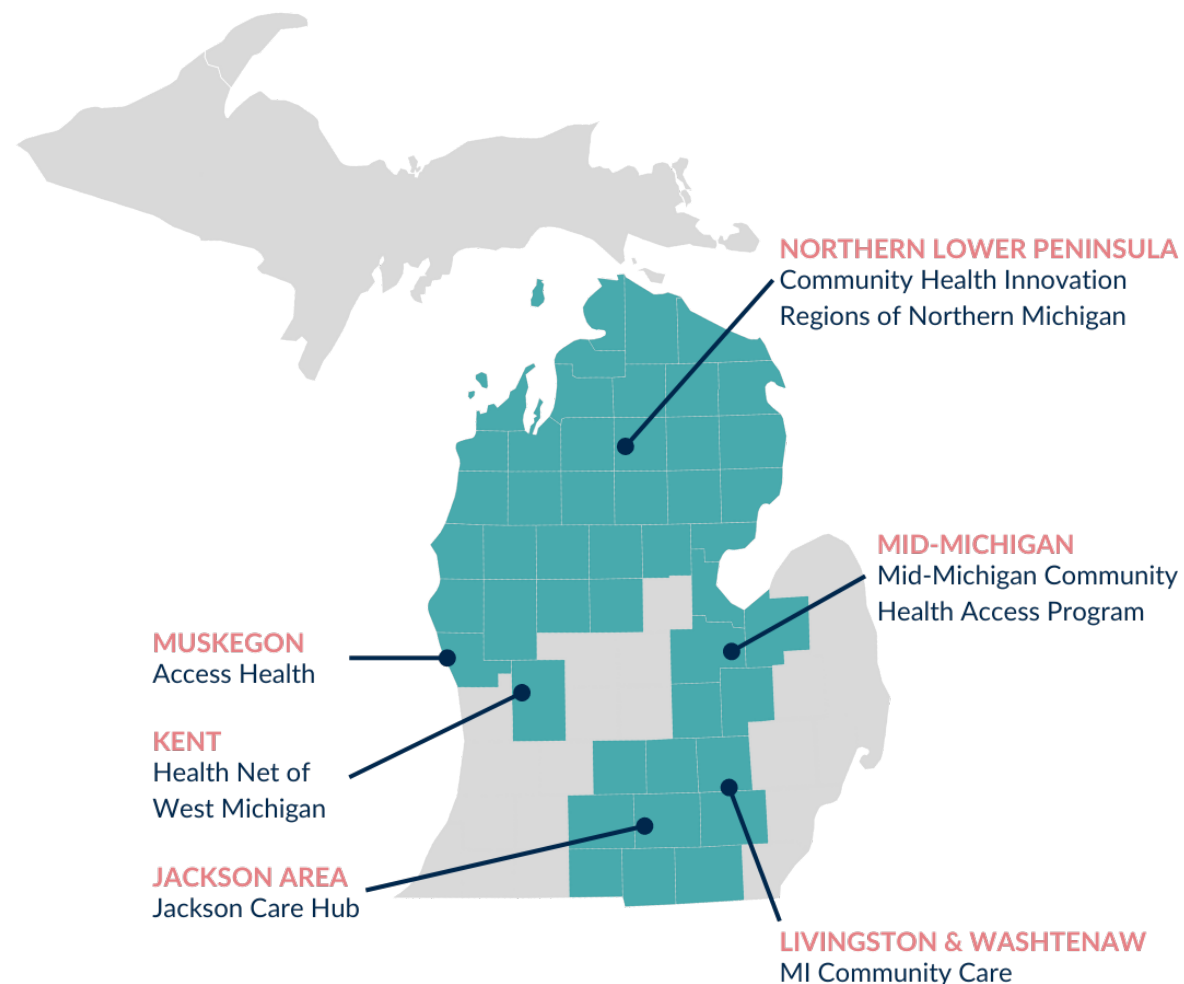 NORTHERN LOWER PENINSULA
Community Health Innovation
Regions of Northern Michigan
MID-MICHIGAN
Mid-Michigan Community
Health Access Program
MUSKEGON
Access Health
KENT
Health Net of
West Michigan
JACKSON AREA
Jackson Care Hub
LIVINGSTON & WASHTENAW
MI Community Care